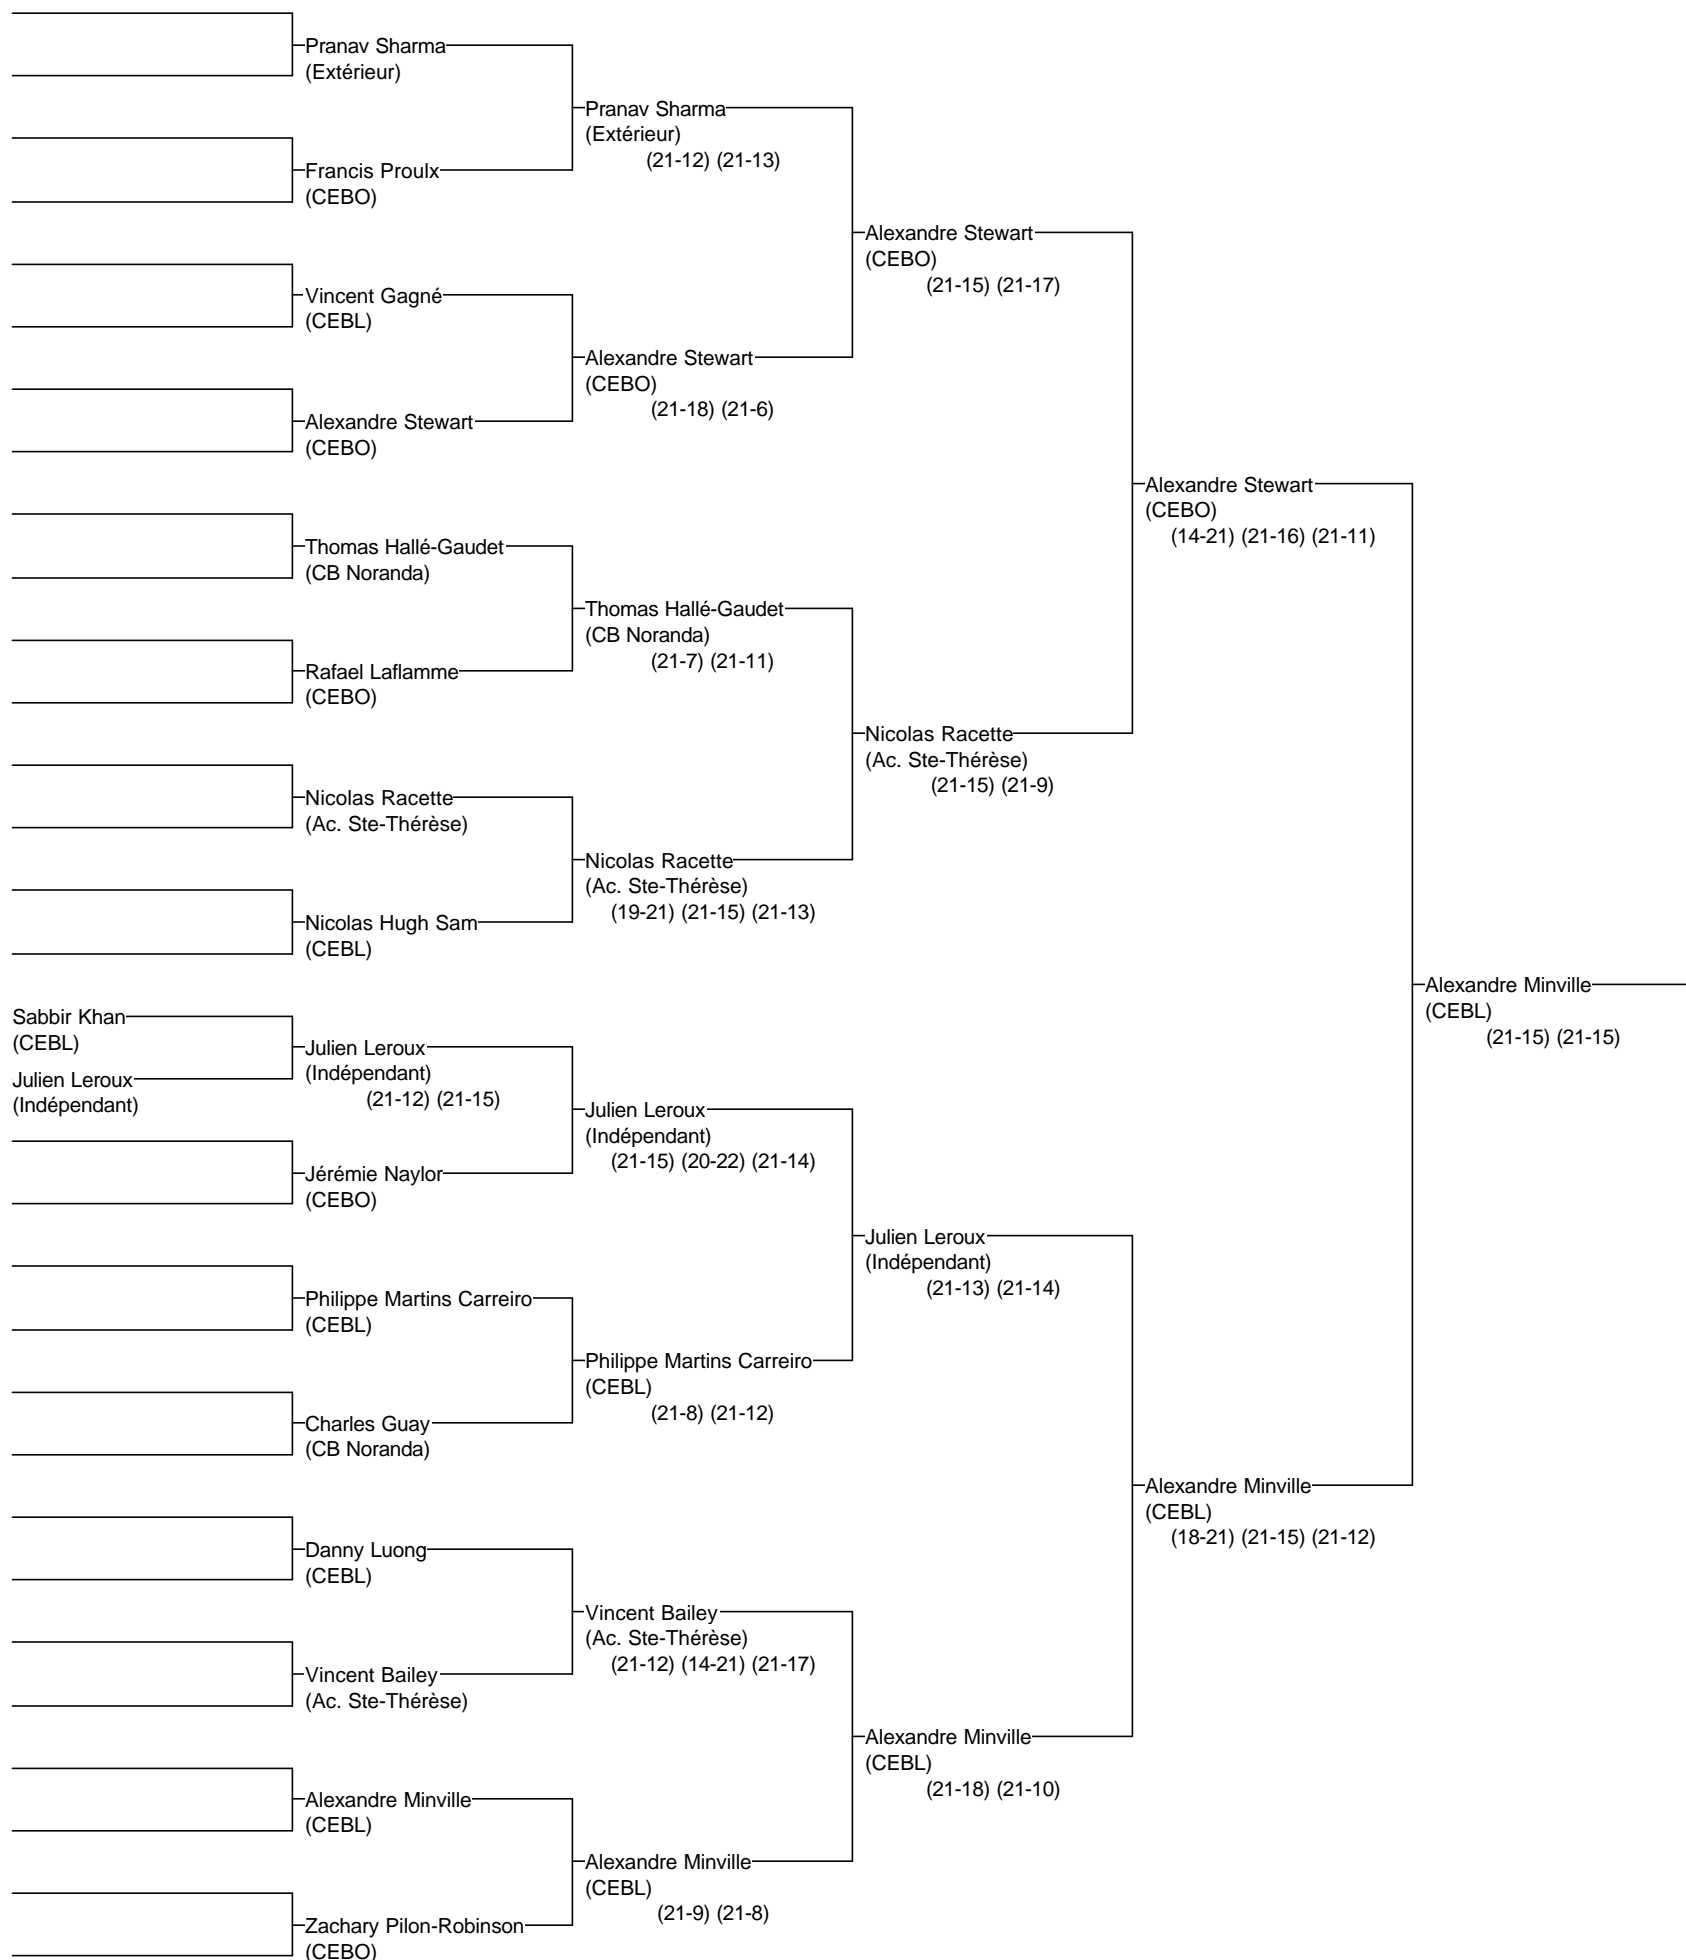 Pranav Sharma
(Extérieur)
Pranav Sharma
(Extérieur)
(21-12) (21-13)
Francis Proulx
(CEBO)
Alexandre Stewart
(CEBO)
(21-15) (21-17)
Vincent Gagné
(CEBL)
Alexandre Stewart
(CEBO)
(21-18) (21-6)
Alexandre Stewart
(CEBO)
Alexandre Stewart
(CEBO)
(14-21) (21-16) (21-11)
Thomas Hallé-Gaudet
(CB Noranda)
Thomas Hallé-Gaudet
(CB Noranda)
(21-7) (21-11)
Rafael Laflamme
(CEBO)
Nicolas Racette
(Ac. Ste-Thérèse)
(21-15) (21-9)
Nicolas Racette
(Ac. Ste-Thérèse)
Nicolas Racette
(Ac. Ste-Thérèse)
(19-21) (21-15) (21-13)
Nicolas Hugh Sam
(CEBL)
Alexandre Minville
(CEBL)
(21-15) (21-15)
Sabbir Khan
(CEBL)
Julien Leroux
(Indépendant)
(21-12) (21-15)
Julien Leroux
(Indépendant)
Julien Leroux
(Indépendant)
(21-15) (20-22) (21-14)
Jérémie Naylor
(CEBO)
Julien Leroux
(Indépendant)
(21-13) (21-14)
Philippe Martins Carreiro
(CEBL)
Philippe Martins Carreiro
(CEBL)
(21-8) (21-12)
Charles Guay
(CB Noranda)
Alexandre Minville
(CEBL)
(18-21) (21-15) (21-12)
Danny Luong
(CEBL)
Vincent Bailey
(Ac. Ste-Thérèse)
(21-12) (14-21) (21-17)
Vincent Bailey
(Ac. Ste-Thérèse)
Alexandre Minville
(CEBL)
(21-18) (21-10)
Alexandre Minville
(CEBL)
Alexandre Minville
(CEBL)
(21-9) (21-8)
Zachary Pilon-Robinson
(CEBO)